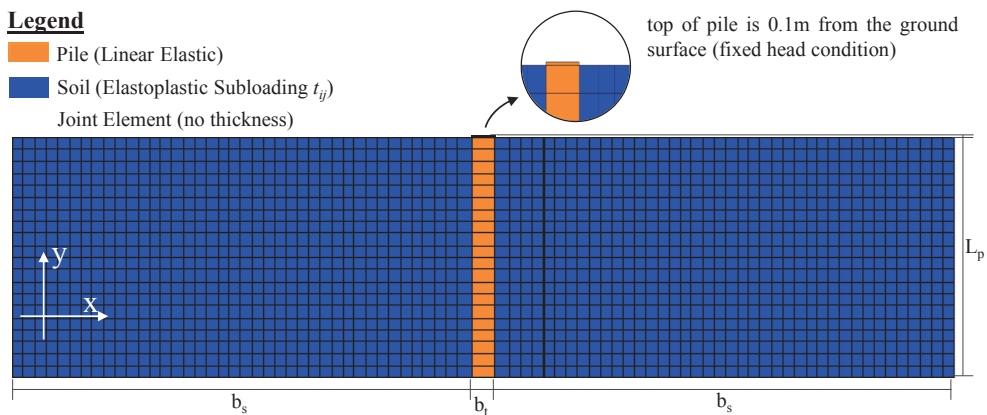 Legend
Pile (Linear Elastic)
Soil (Elastoplastic Subloading tij)
Joint Element (no thickness)
top of pile is 0.1m from the ground
surface (fixed head condition)
y
x
Lp
bs
bt
bs